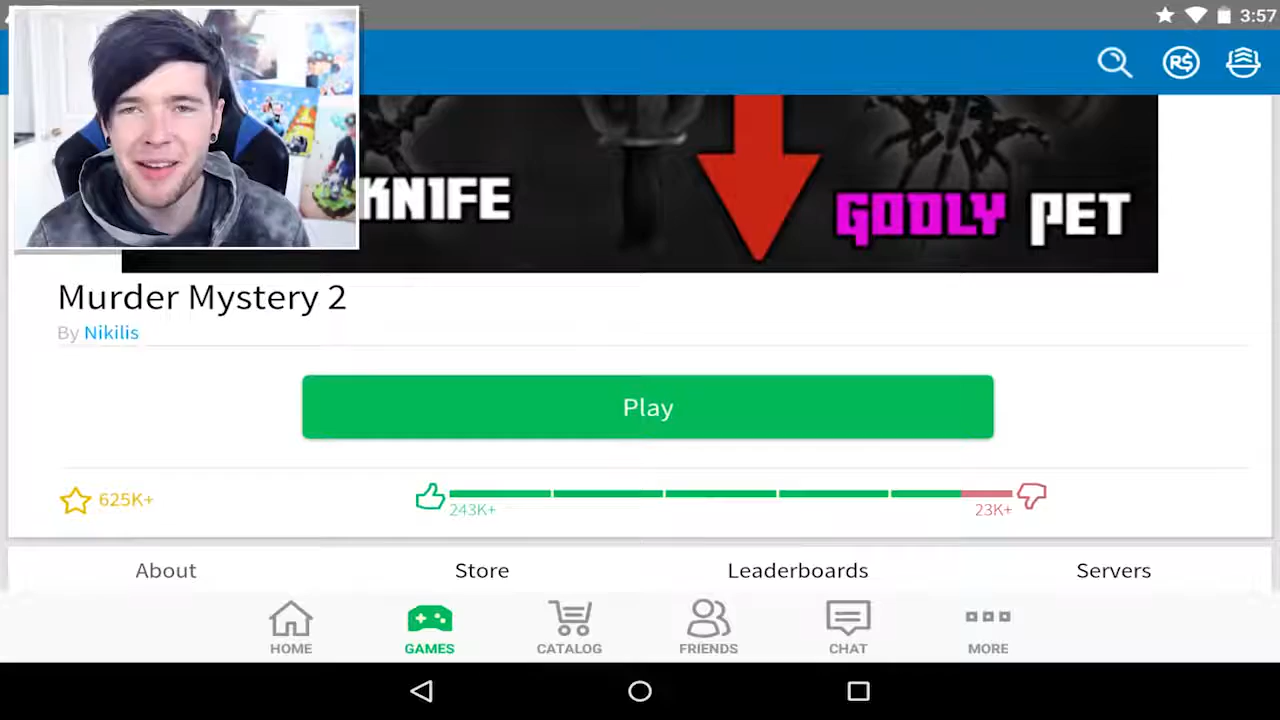 3:57
R$
KNIFE
GODLY PET
Murder Mystery 2
By Nikilis
Play
625K+
243K+
23K+
About
Store
Leaderboards
Servers
HOME
GAMES
CATALOG
FRIENDS
CHAT
MORE